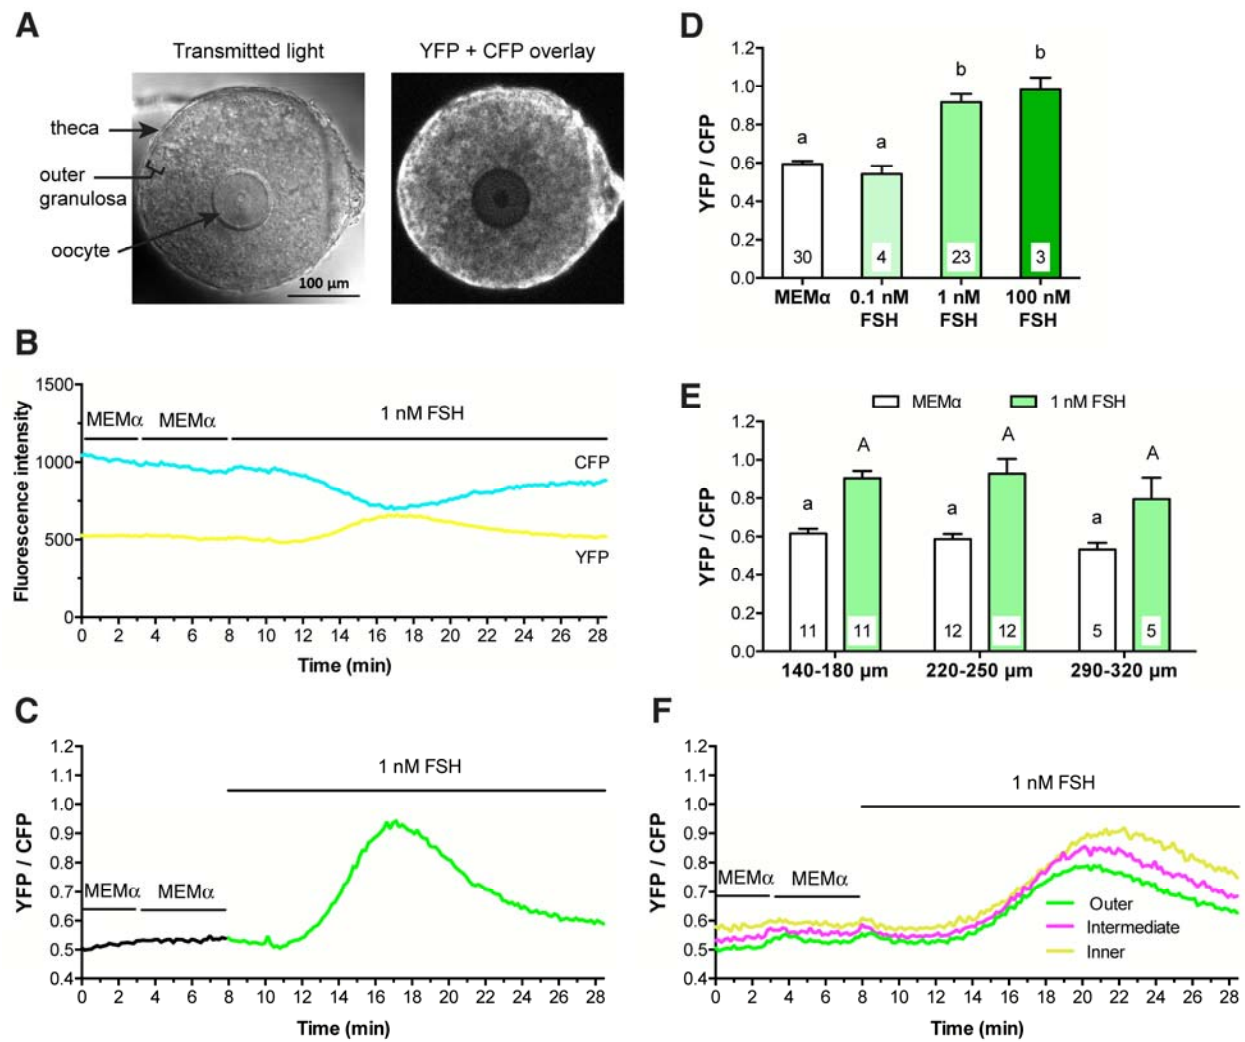 A
Transmitted light
YFP + CFP overlay
theca
outer
granulosa
oocyte
100 µm
B
1500
1000
500
0
Fluorescence intensity
MEMα
MEMα
1 nM FSH
CFP
YFP
0 2 4 6 8 10 12 14 16 18 20 22 24 26 28
Time (min)
C
1.2
1.1
1.0
0.9
0.8
0.7
0.6
0.5
0.4
YFP / CFP
1 nM FSH
MEMα
MEMα
0 2 4 6 8 10 12 14 16 18 20 22 24 26 28
Time (min)
D
1.2
1.0
0.8
0.6
0.4
0.2
0.0
YFP / CFP
a
a
b
b
30
4
23
3
MEMα
0.1 nM
FSH
1 nM
FSH
100 nM
FSH
E
MEMα
1 nM FSH
1.2
1.0
0.8
0.6
0.4
0.2
0.0
YFP / CFP
a
A
a
A
a
A
11
11
12
12
5
5
140-180 µm
220-250 µm
290-320 µm
F
1.2
1.1
1.0
0.9
0.8
0.7
0.6
0.5
0.4
YFP / CFP
1 nM FSH
MEMα
MEMα
Outer
Intermediate
Inner
0 2 4 6 8 10 12 14 16 18 20 22 24 26 28
Time (min)